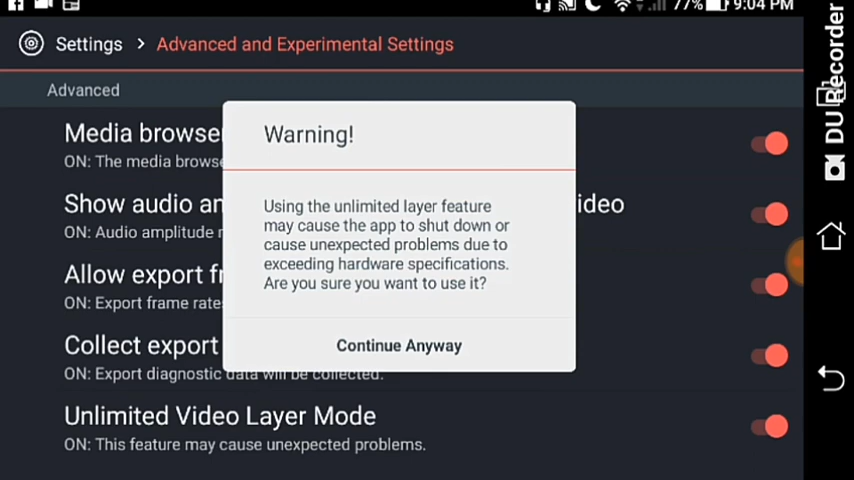 77% 9:04 PM
Settings > Advanced and Experimental Settings
Advanced
Media browser
ON: The media browse
Show audio an
ideo
ON: Audio amplitude r
Allow export fr
ON: Export frame rates
Collect export
ON: Export diagnostic data will be collected.
Unlimited Video Layer Mode
ON: This feature may cause unexpected problems.
Warning!
Using the unlimited layer feature
may cause the app to shut down or
cause unexpected problems due to
exceeding hardware specifications.
Are you sure you want to use it?
Continue Anyway
DU Recorder